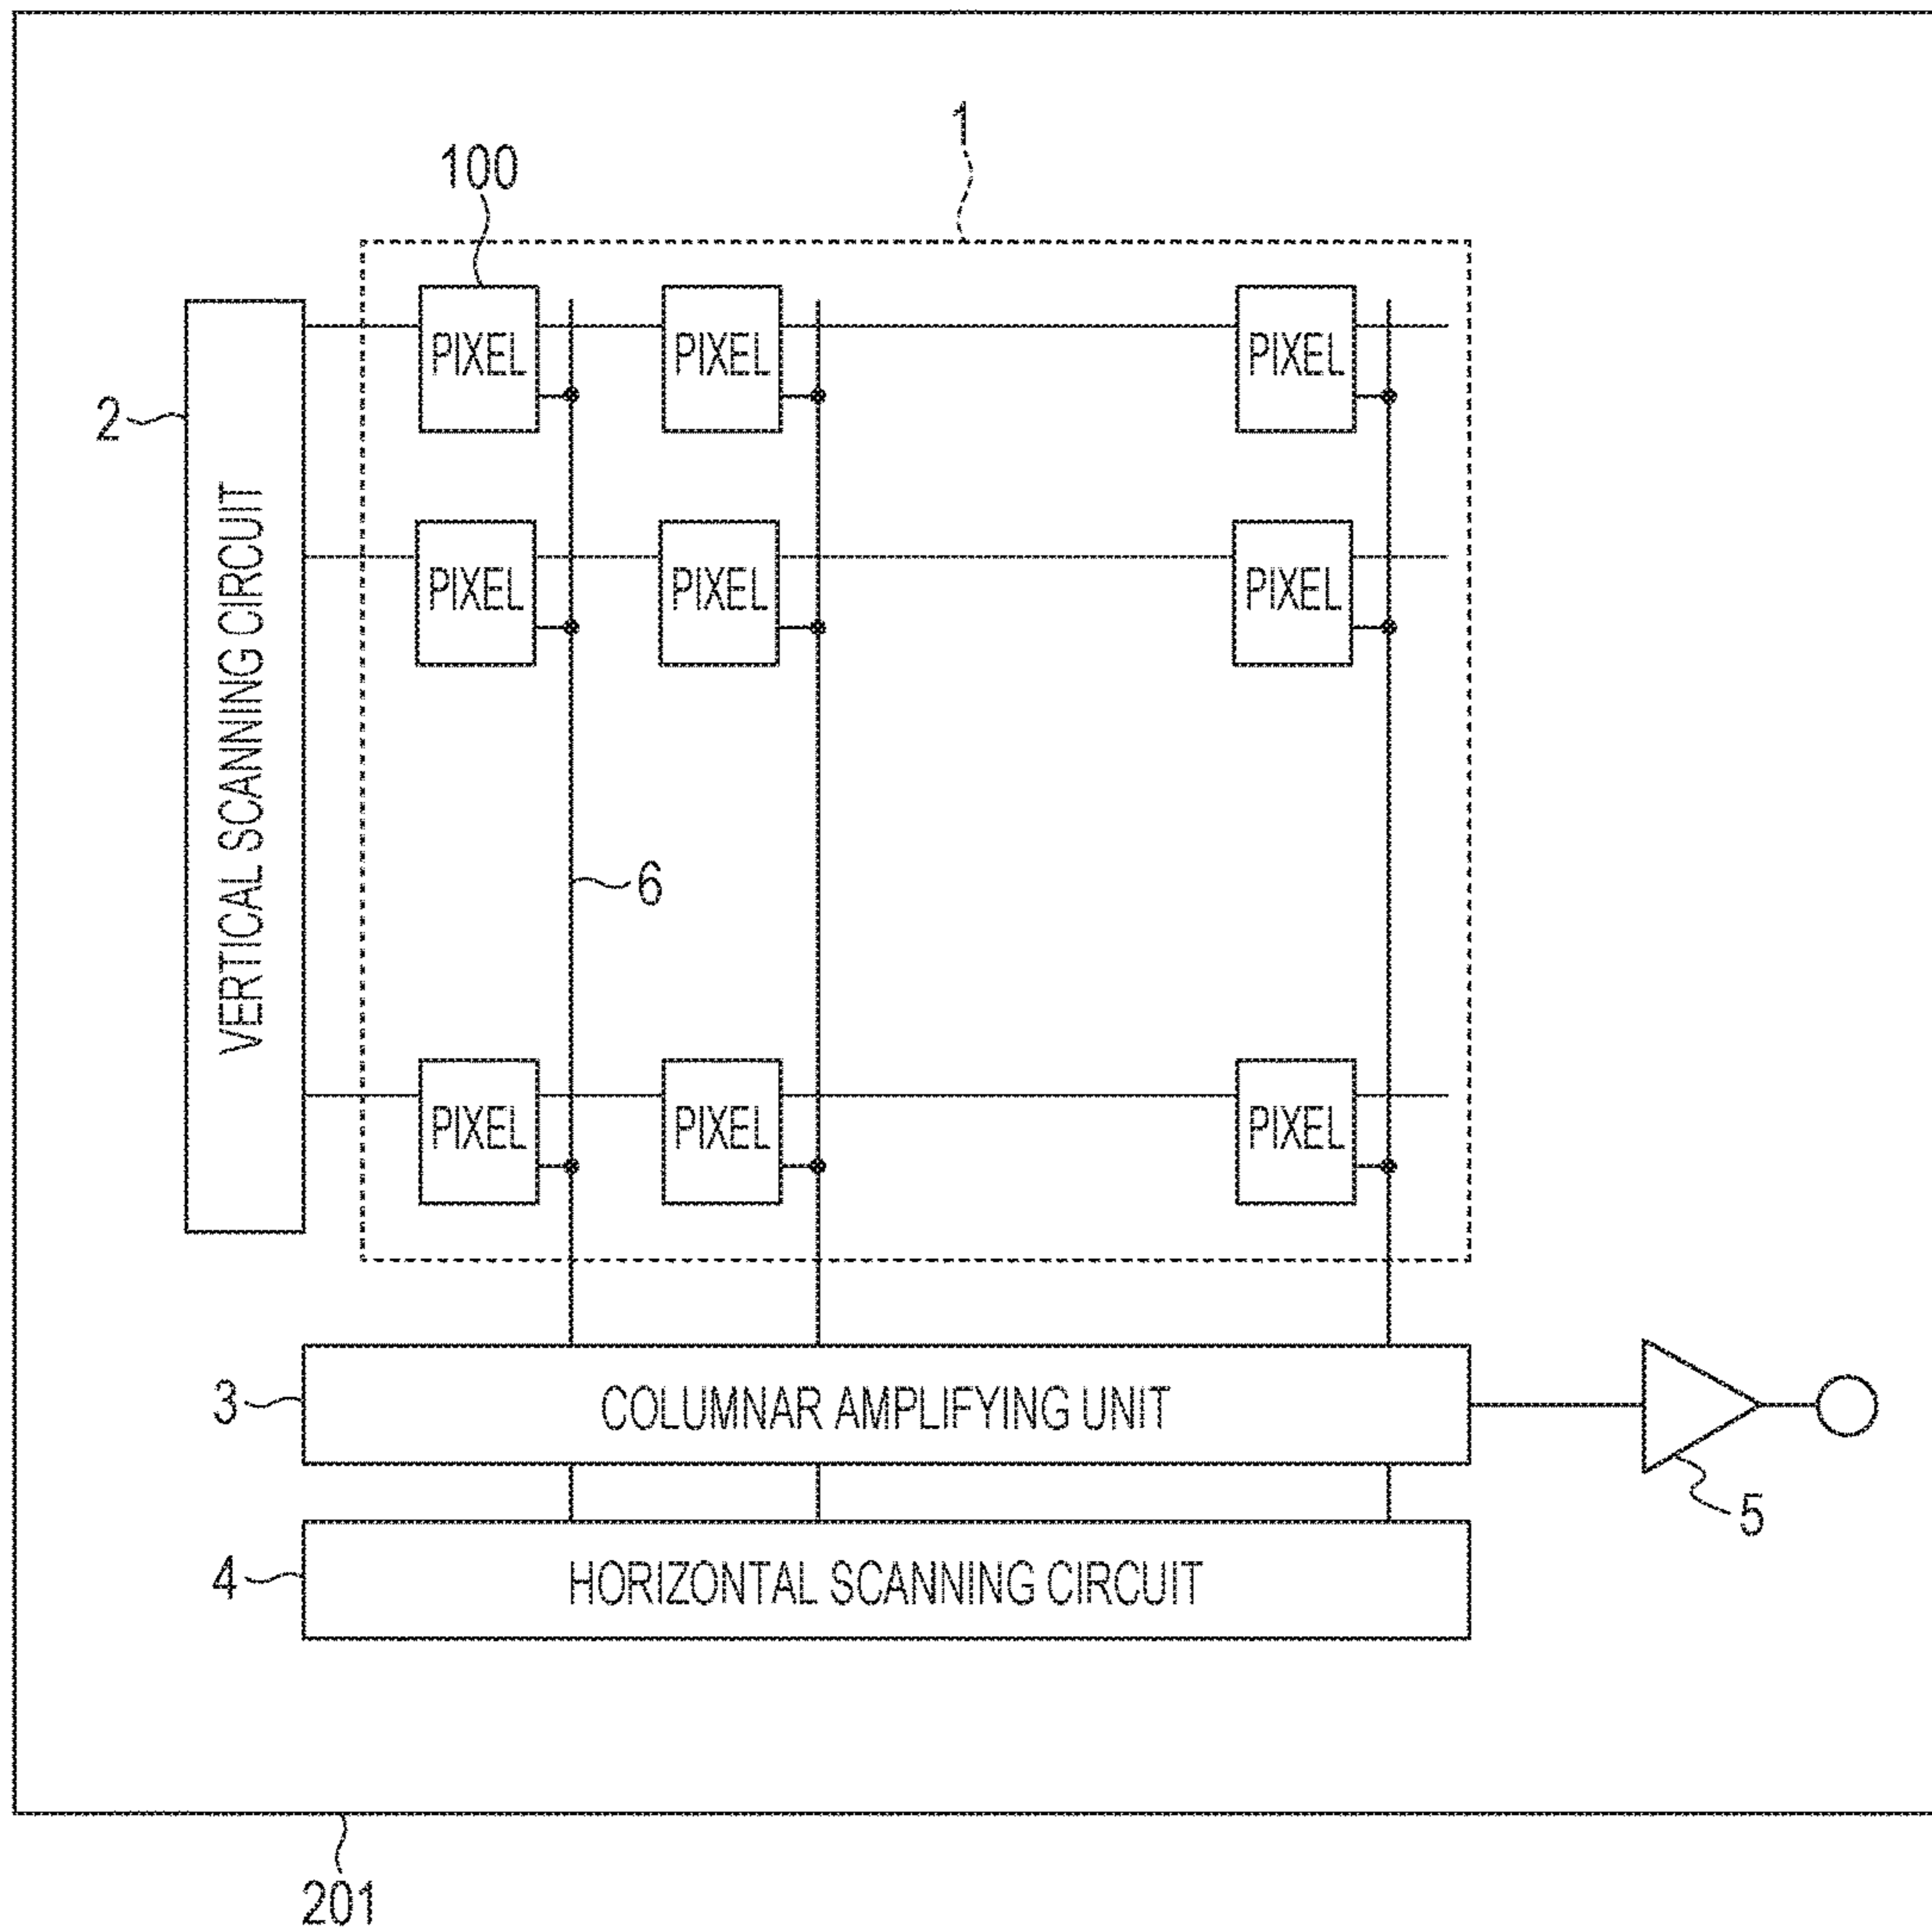 1
100
PIXEL PIXEL PIXEL
2
VERTICAL SCANNING CIRCUIT
PIXEL PIXEL PIXEL
6
PIXEL PIXEL PIXEL
3
COLUMNAR AMPLIFYING UNIT
5
4
HORIZONTAL SCANNING CIRCUIT
201